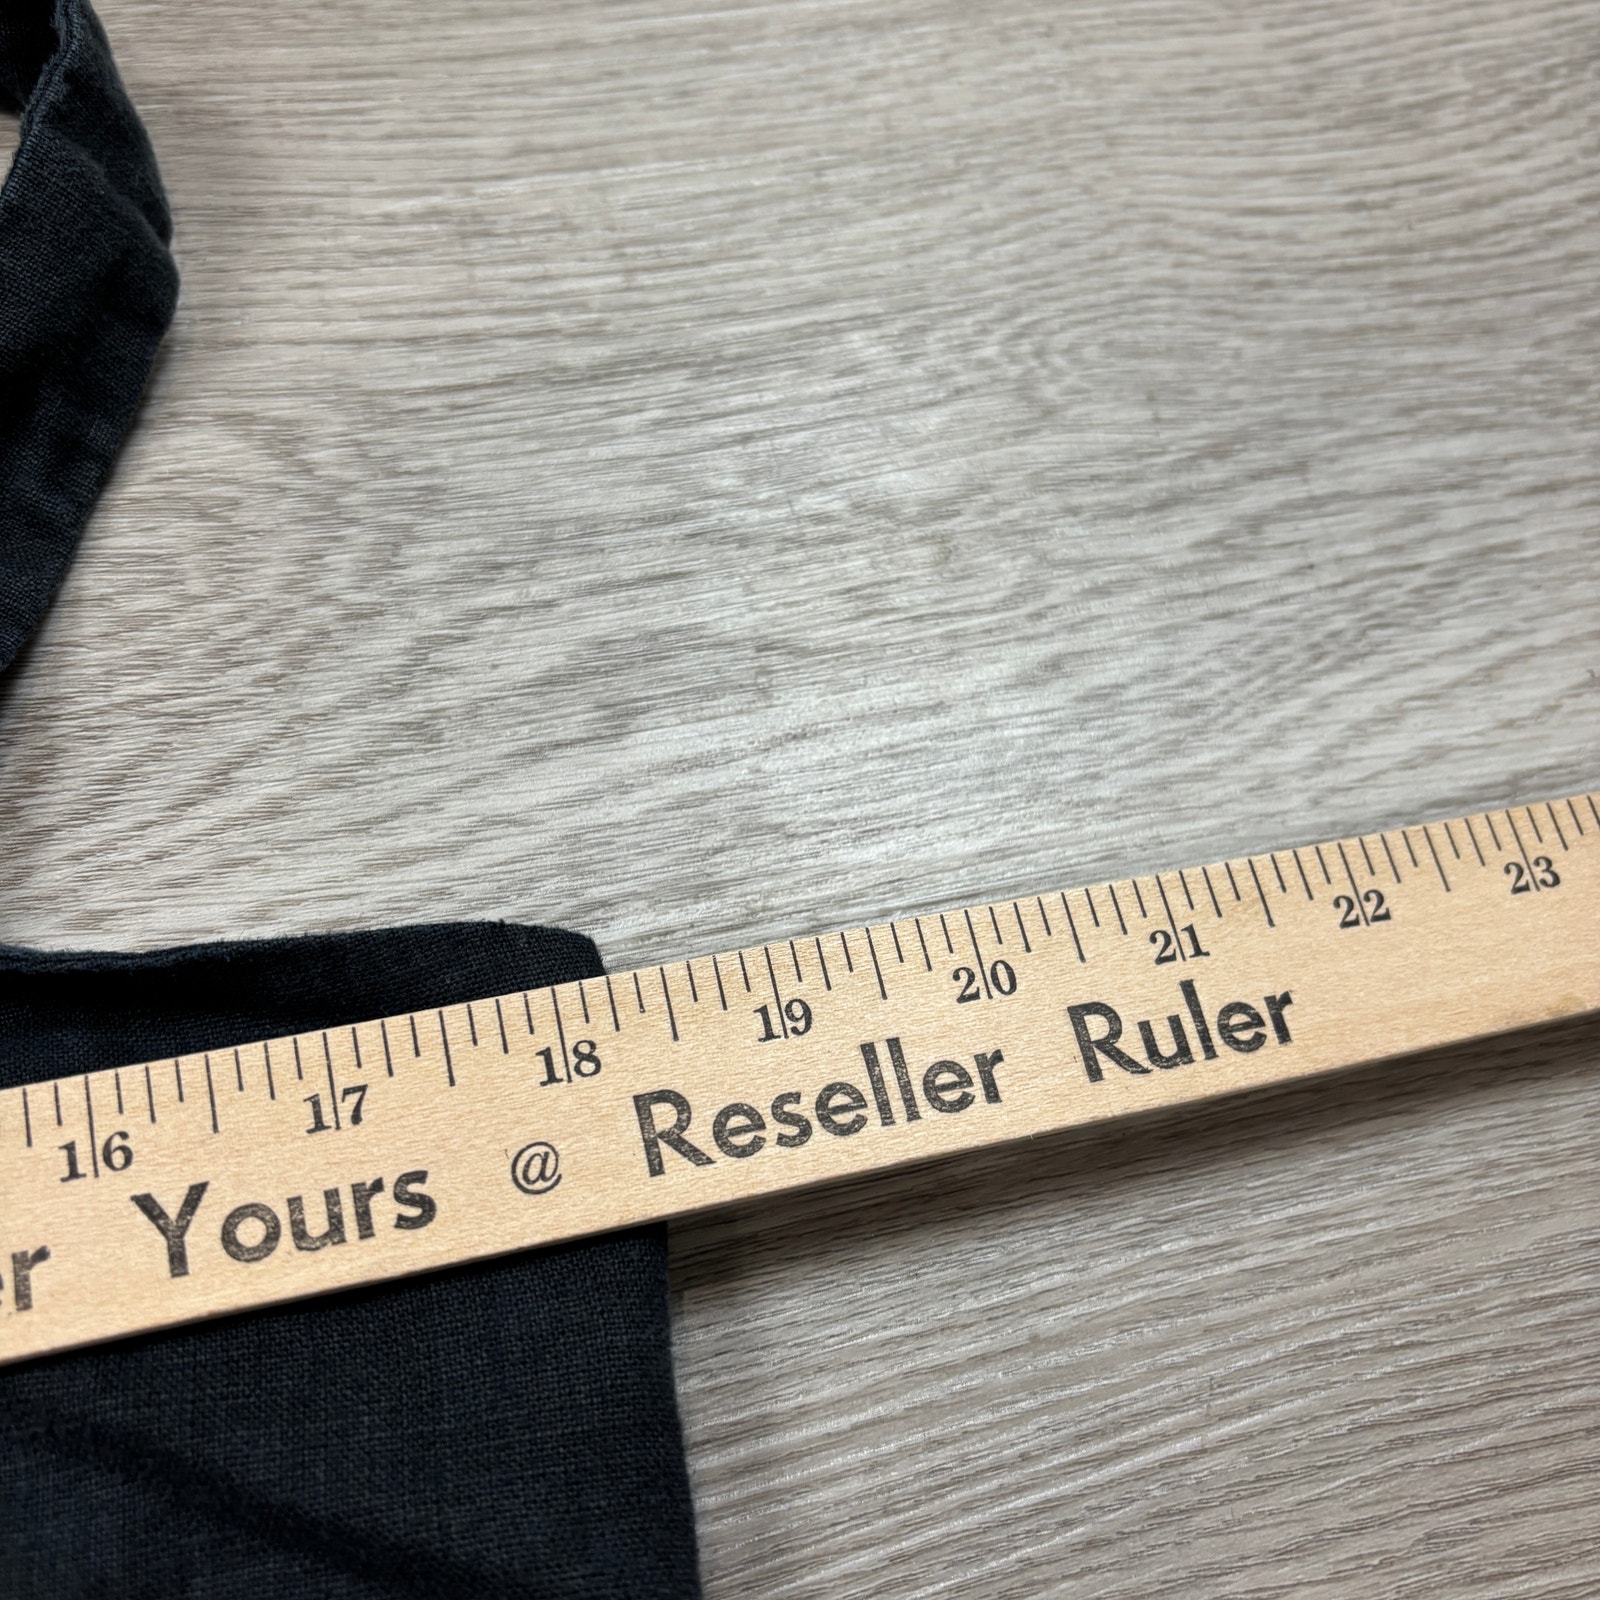 16 17 18 19 20 21 22 23
Yours @ Reseller Ruler